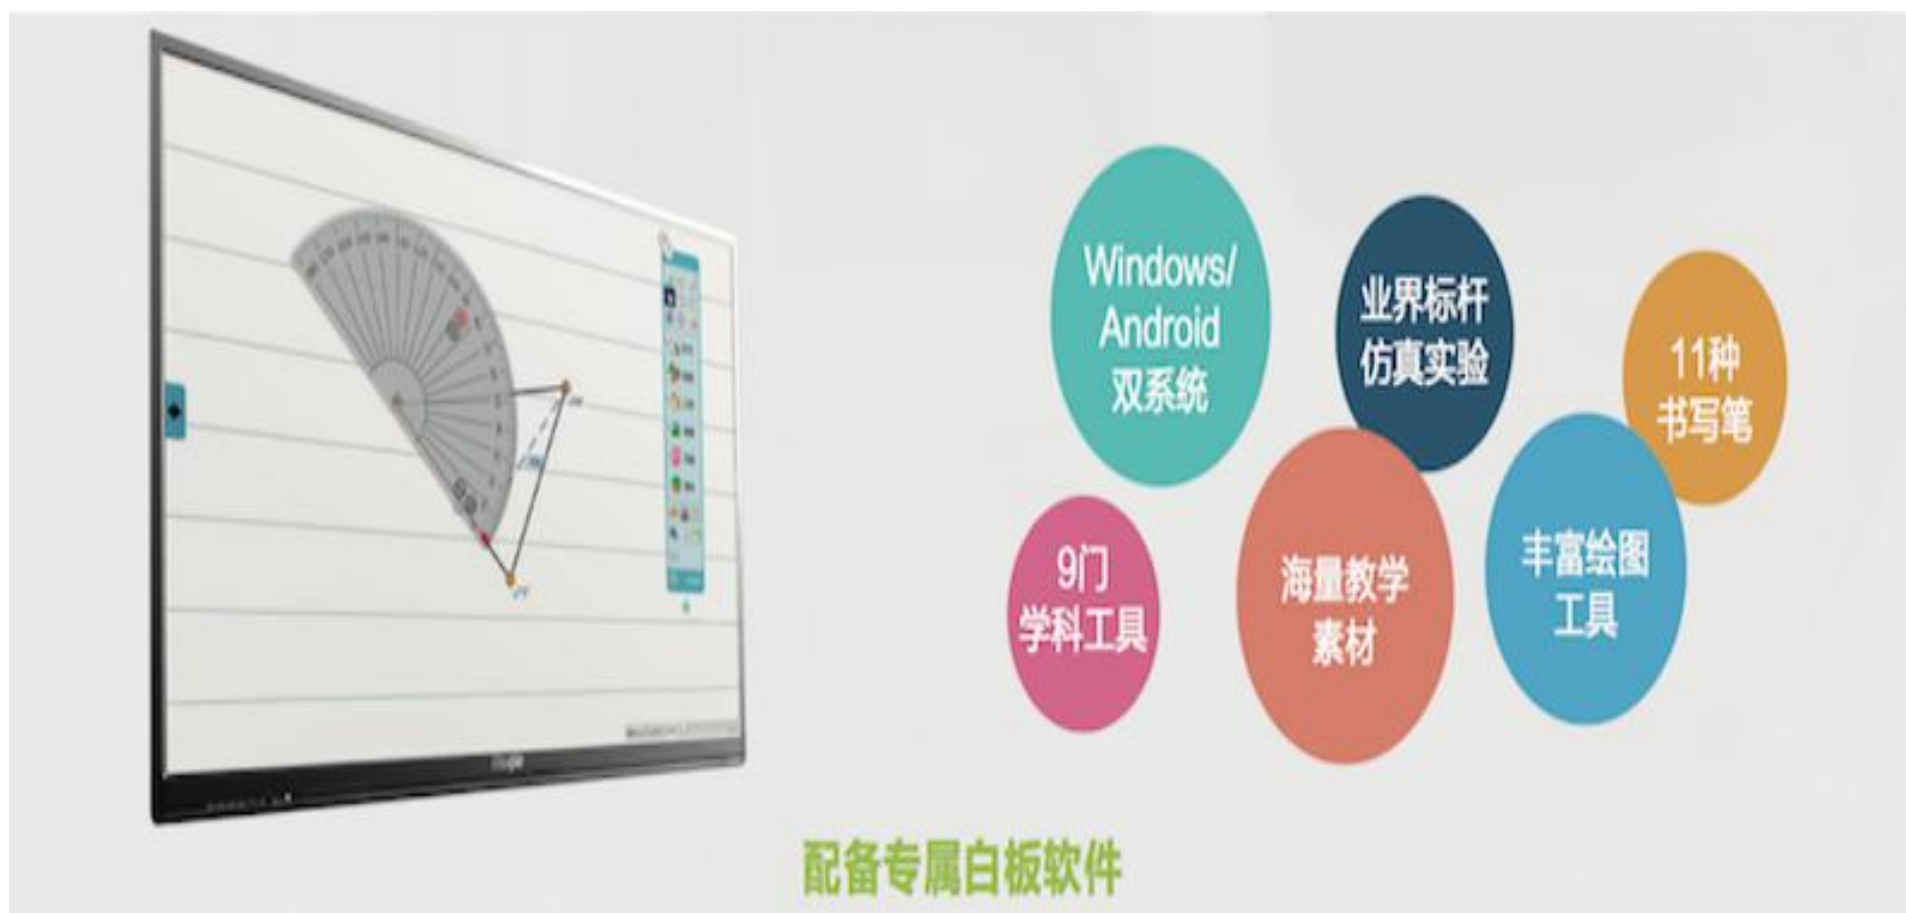 Windows/
Android
双系统
业界标杆
仿真实验
11种
书写笔
9门
学科工具
海量教学
素材
丰富绘图
工具
配备专属白板软件